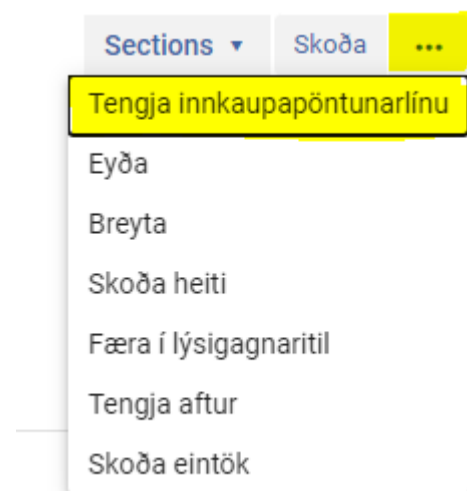 Sections ▾ Skoða ...
Tengja innkaupapöntunarlínu
Eyða
Breyta
Skoða heiti
Færa í lýsigagnaritil
Tengja aftur
Skoða eintök